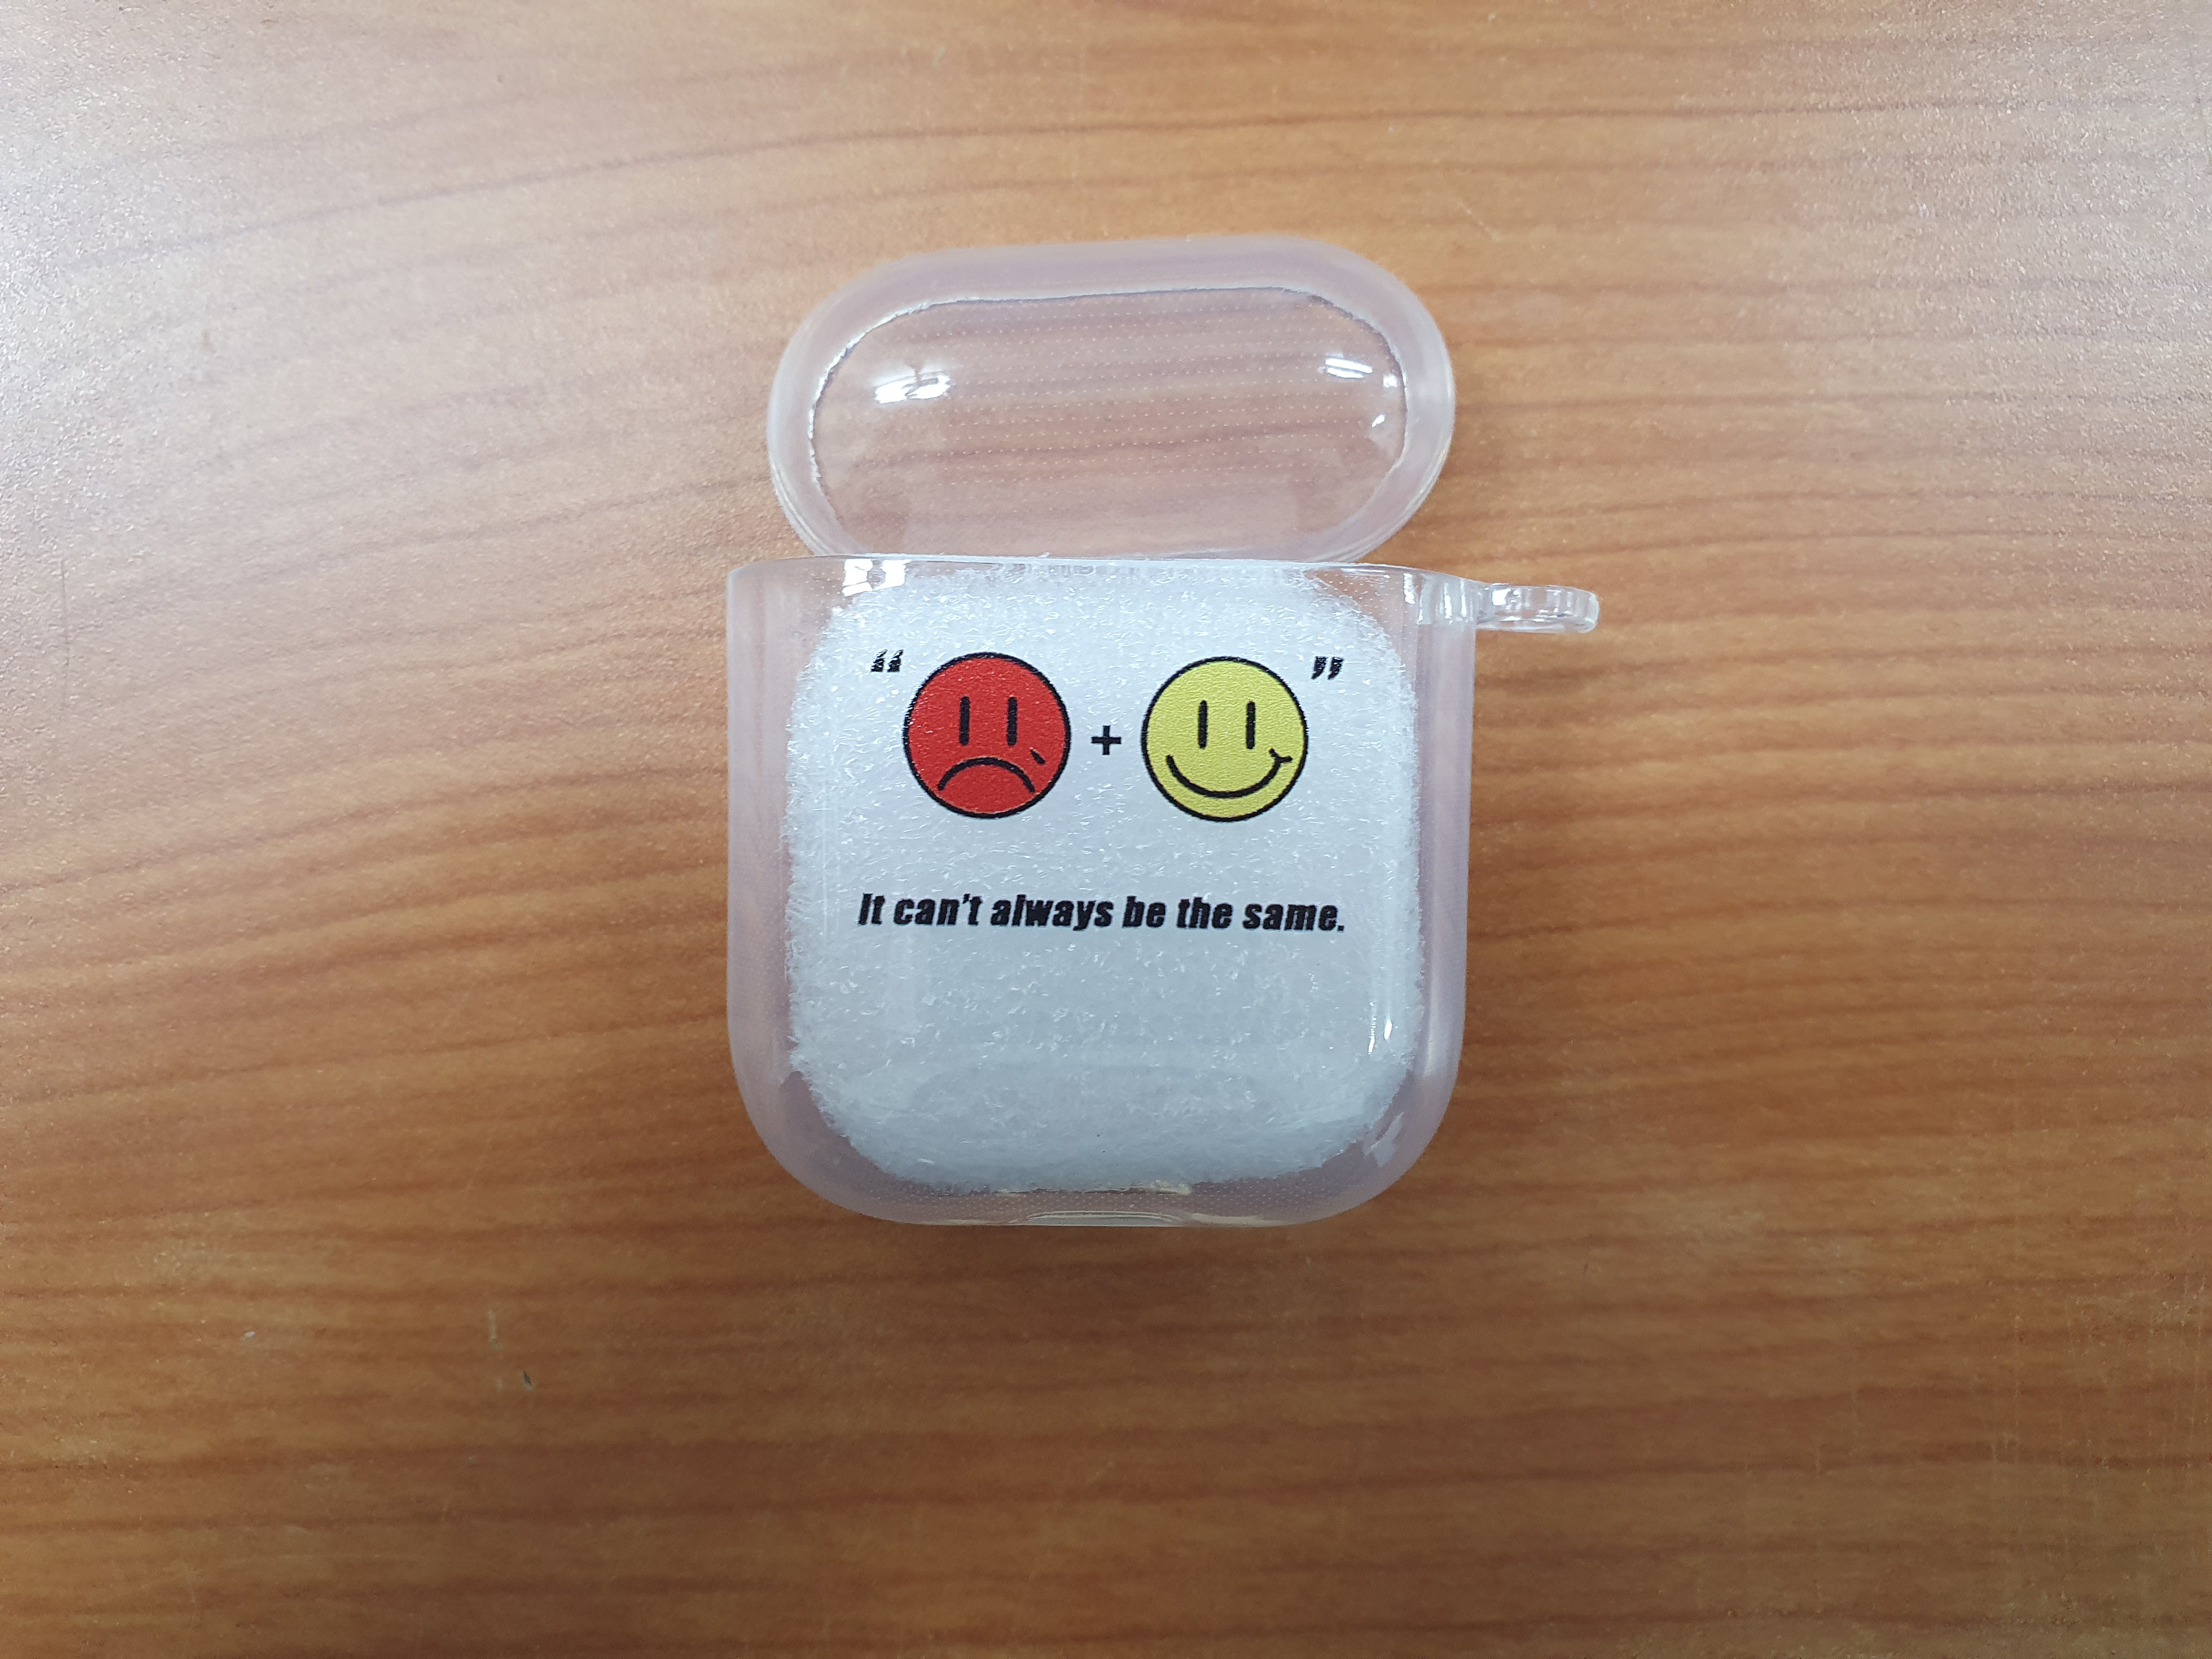 “ + ”
It can't always be the same.